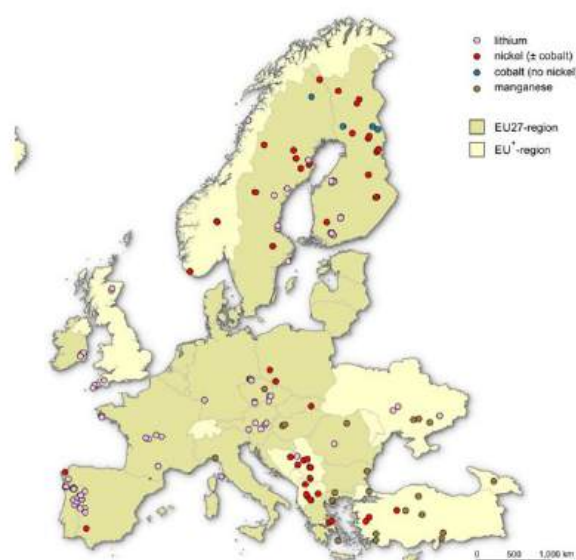 lithium
nickel (± cobalt)
cobalt (no nickel)
manganese
EU27-region
EU⁺-region
0 500 1,000 km